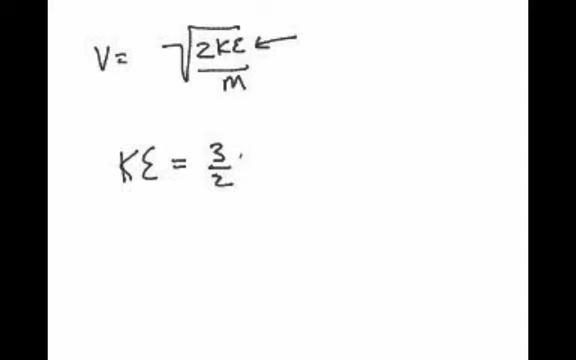 V = √2KE/m ←
KE = 3/2